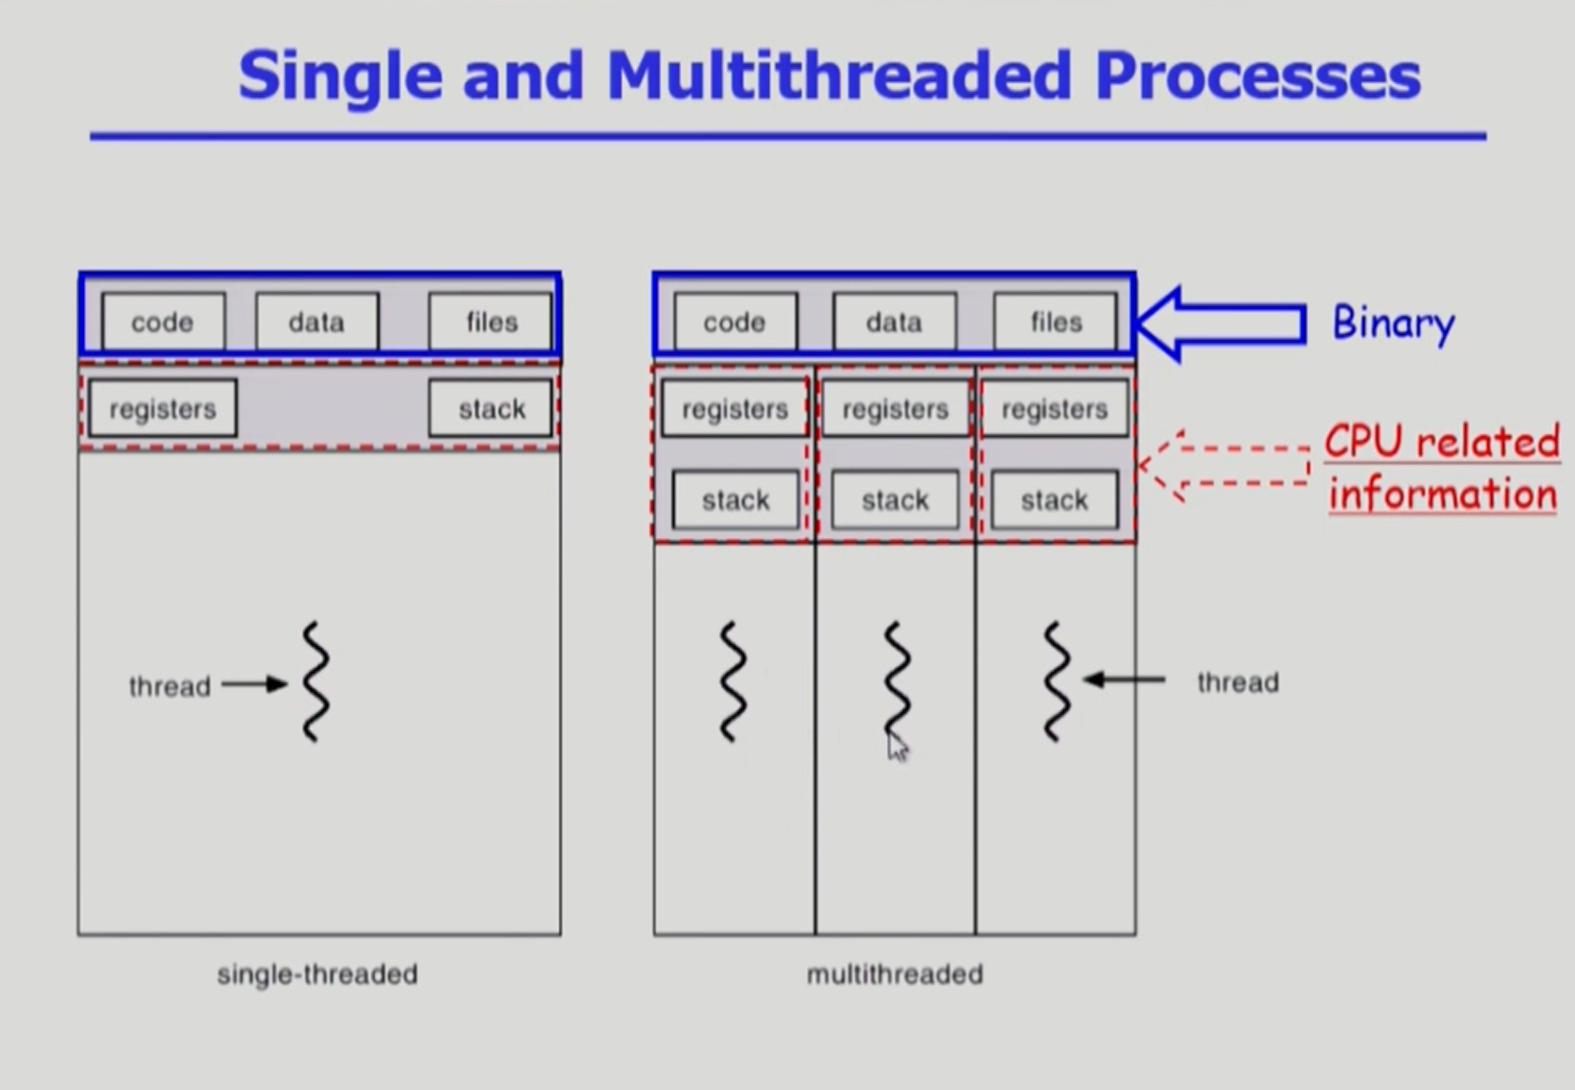 Single and Multithreaded Processes
code data files
registers stack
thread
single-threaded
code data files
registers registers registers
stack stack stack
thread
multithreaded
Binary
CPU related
information